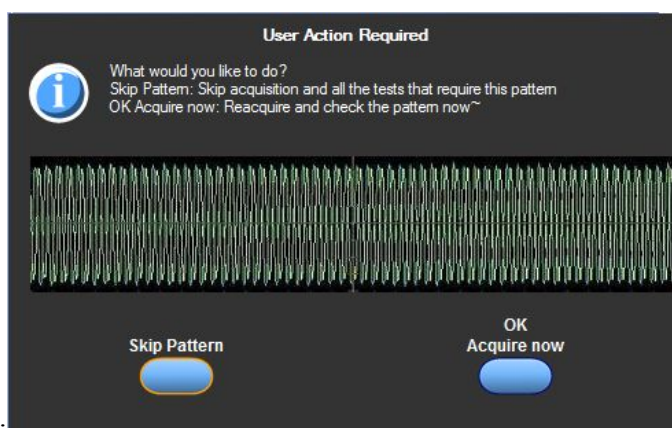 User Action Required
What would you like to do?
Skip Pattern: Skip acquisition and all the tests that require this pattern
OK Acquire now: Reacquire and check the pattern now~
Skip Pattern
OK
Acquire now